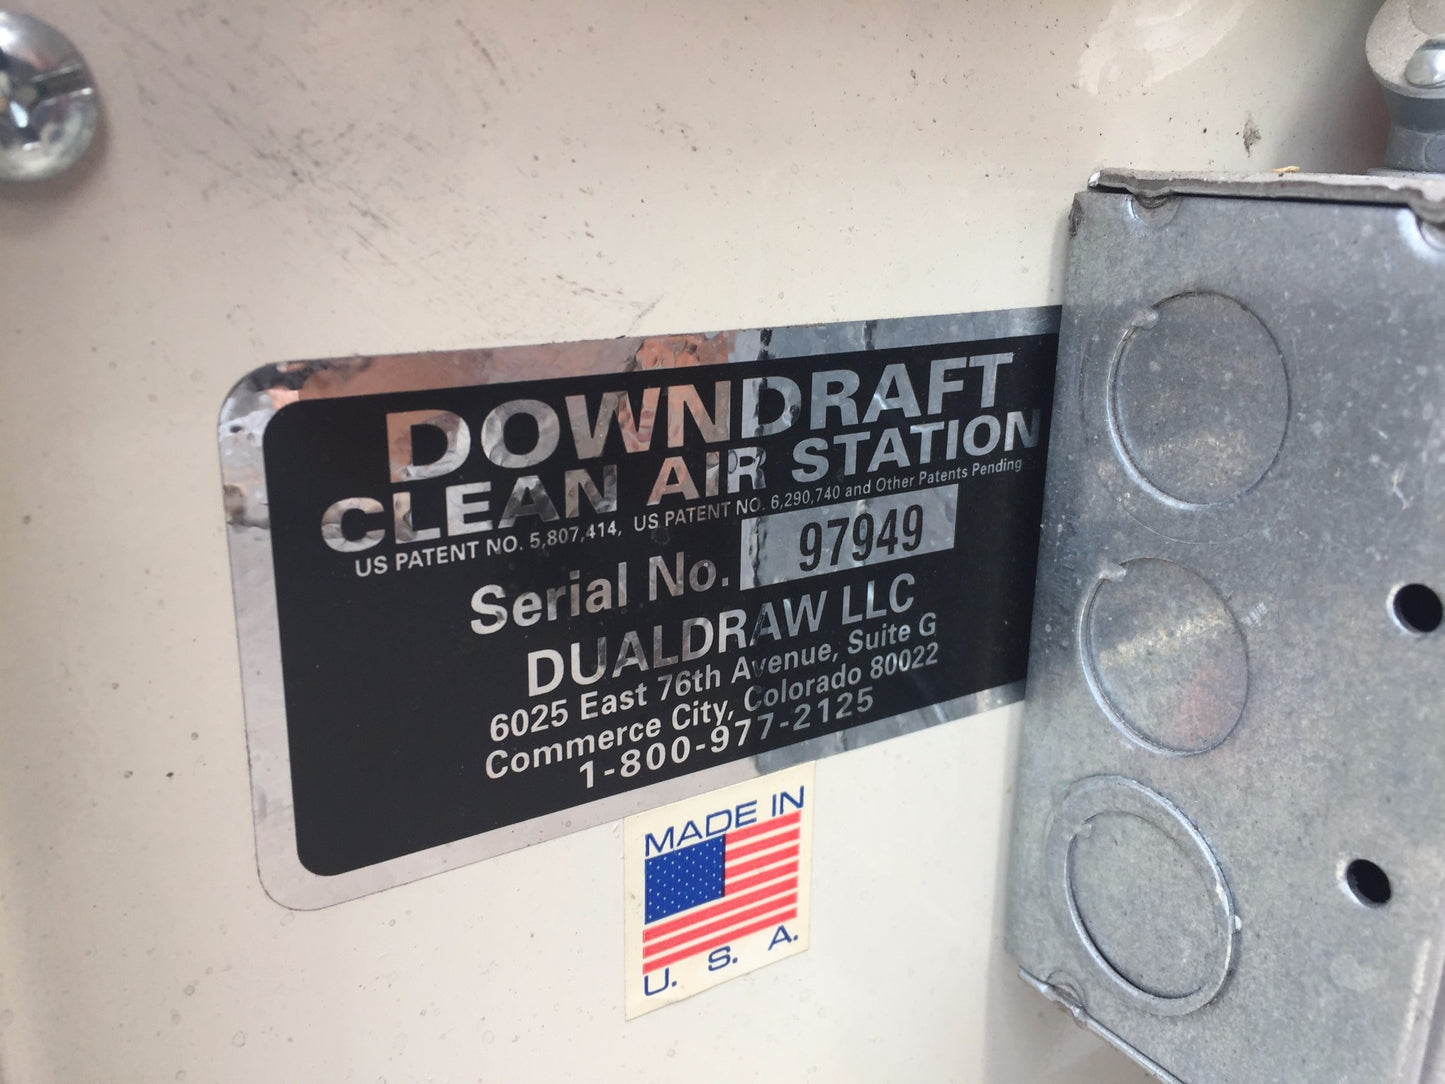 DOWNDRAFT
CLEAN AIR STATION
US PATENT NO. 5,807,414, US PATENT NO. 6,290,740 and Other Patents Pending
Serial No. 97949
DUALDRAW LLC
6025 East 76th Avenue, Suite G
Commerce City, Colorado 80022
1-800-977-2125
MADE IN
U. S. A.